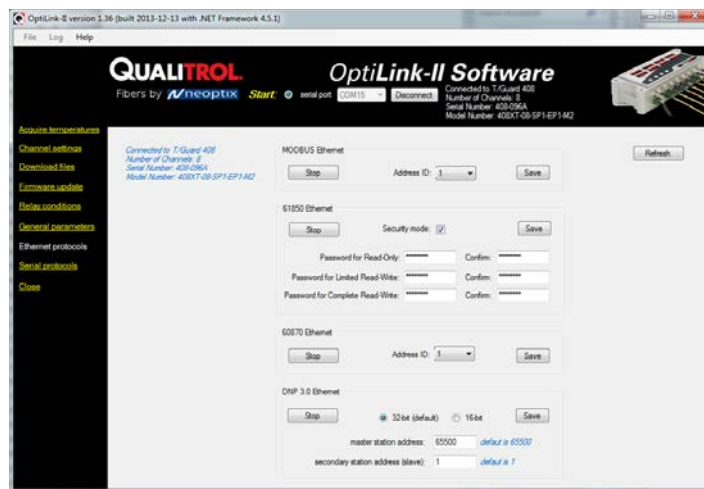 OptiLink-II version 1.36 (built 2013-12-13 with .NET Framework 4.5.1)
File Log Help
QUALITROL
Fibers by neoptix
OptiLink-II Software
Start: serial port COM15 Disconnect
Connected to T/Guard 408
Number of Channels: 8
Serial Number: 408-096A
Model Number: 408XT-08-SP1-EP1-M2
Acquire temperatures
Channel settings
Download files
Firmware update
Relay conditions
General parameters
Ethernet protocols
Serial protocols
Close
Connected to T/Guard 408
Number of Channels: 8
Serial Number: 408-096A
Model Number: 408XT-08-SP1-EP1-M2
Refresh
MODBUS Ethernet
Stop Address ID: 1 Save
61850 Ethernet
Stop Security mode: Save
Password for Read-Only: ******** Confirm: ********
Password for Limited Read-Write: ******** Confirm: ********
Password for Complete Read-Write: ******** Confirm: ********
60870 Ethernet
Stop Address ID: 1 Save
DNP 3.0 Ethernet
Stop 32-bit (default) 16-bit Save
master station address: 65500 defaut is 65500
secondary station address (slave): 1 defaut is 1